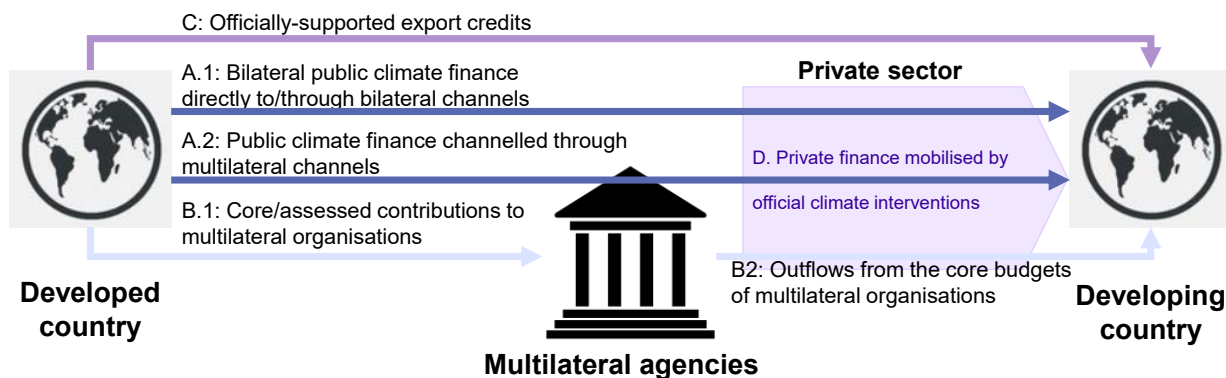 C: Officially-supported export credits
A.1: Bilateral public climate finance
directly to/through bilateral channels
Private sector
A.2: Public climate finance channelled through
multilateral channels
D. Private finance mobilised by
official climate interventions
B.1: Core/assessed contributions to
multilateral organisations
B2: Outflows from the core budgets
of multilateral organisations
Developed
country
Multilateral agencies
Developing
country